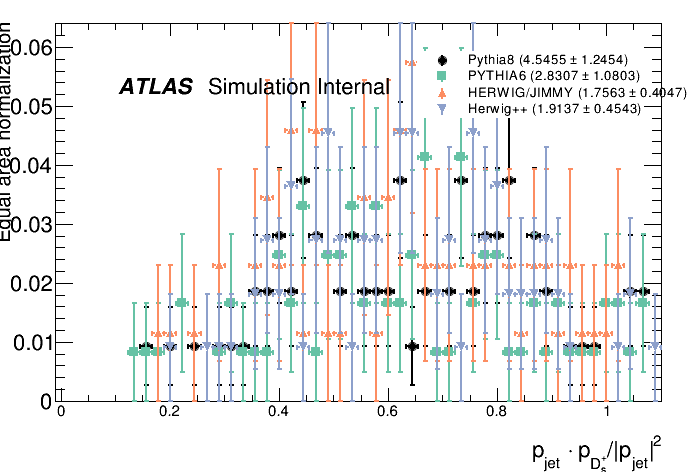 Equal area normalization
0.06
0.05
0.04
0.03
0.02
0.01
0
ATLAS Simulation Internal
Pythia8 (4.5455 ± 1.2454)
PYTHIA6 (2.8307 ± 1.0803)
HERWIG/JIMMY (1.7563 ± 0.4047)
Herwig++ (1.9137 ± 0.4543)
0 0.2 0.4 0.6 0.8 1
p_jet · p_{D_s^+}/|p_jet|^2